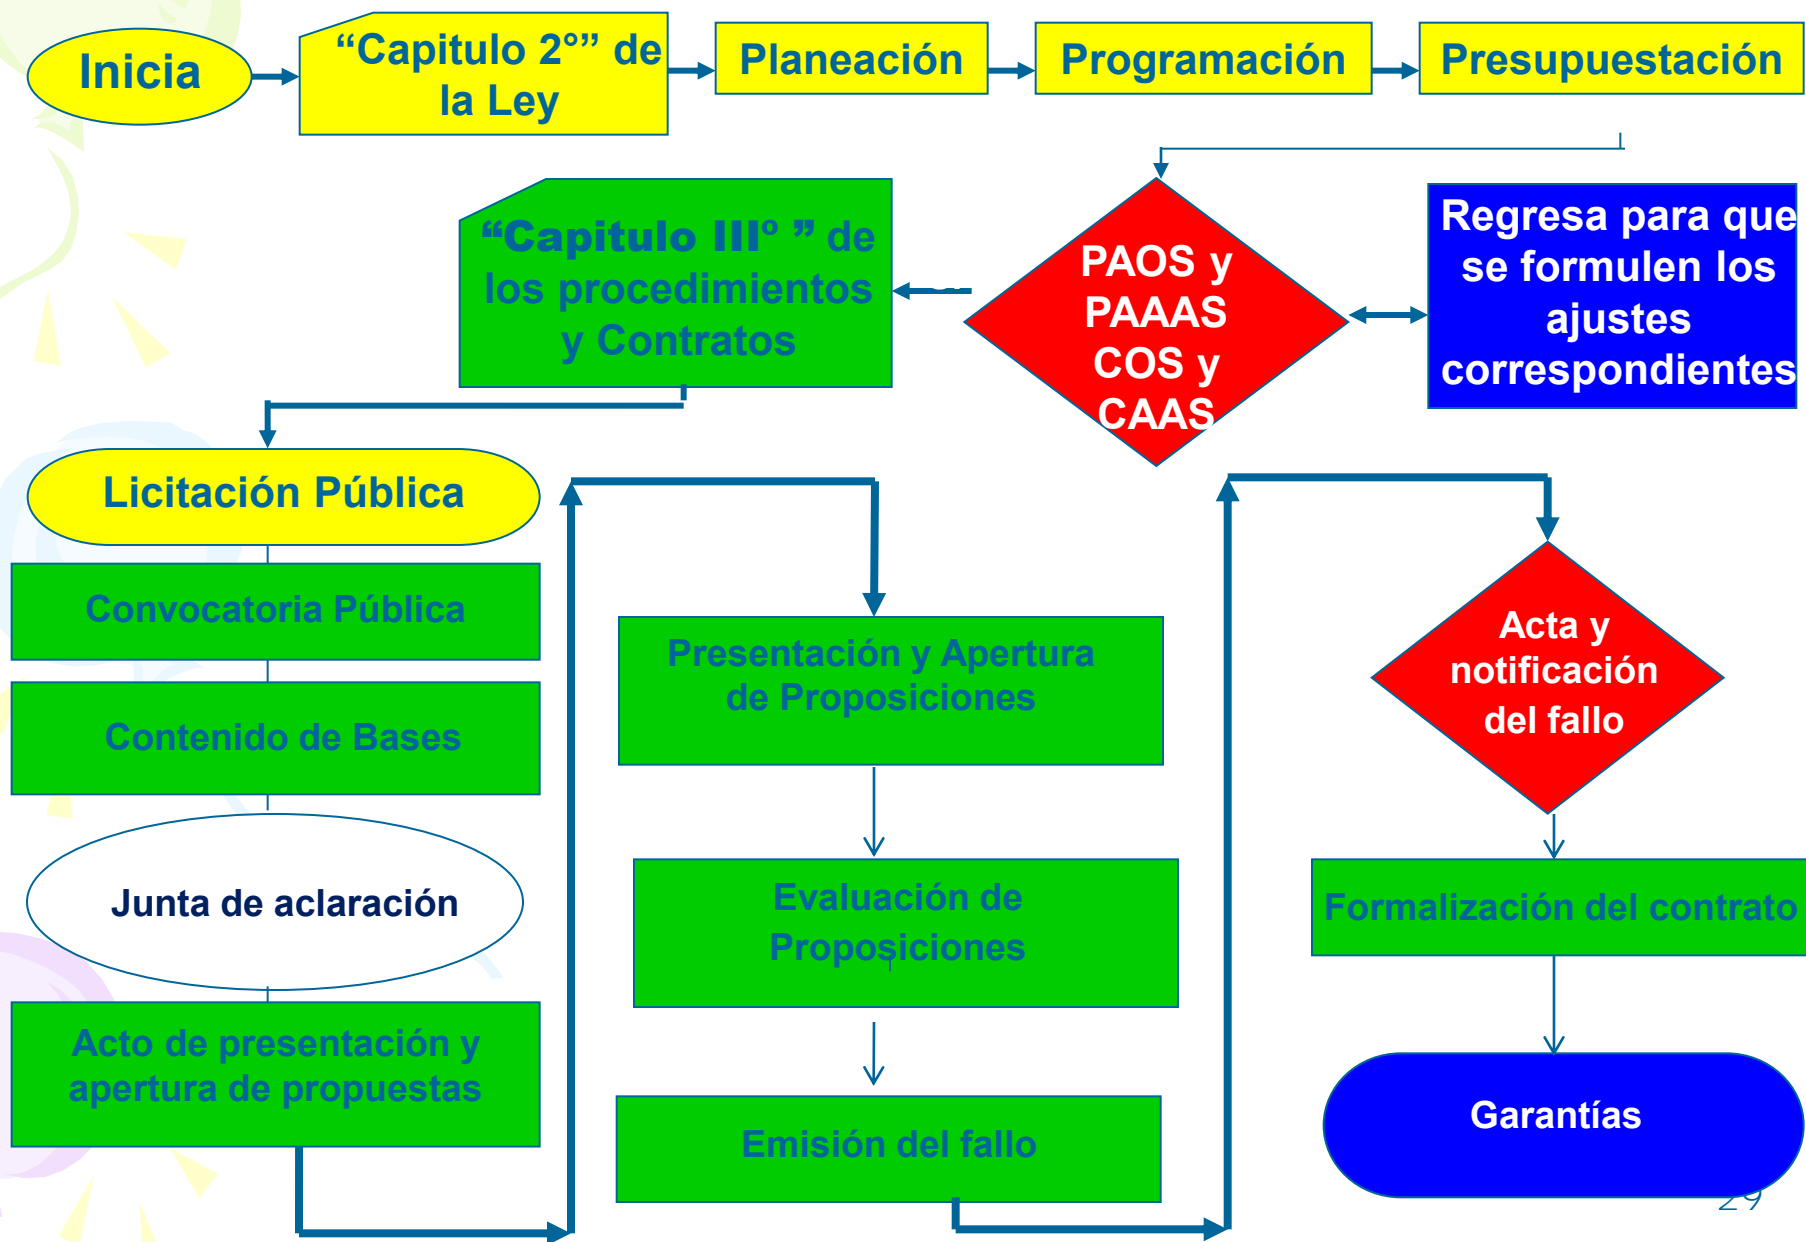 Inicia
“Capitulo 2°” de
la Ley
Planeación
Programación
Presupuestación
“Capitulo IIIº ” de
los procedimientos
y Contratos
PAOS y
PAAAS
COS y
CAAS
Regresa para que
se formulen los
ajustes
correspondientes
Licitación Pública
Convocatoria Pública
Contenido de Bases
Junta de aclaración
Acto de presentación y
apertura de propuestas
Presentación y Apertura
de Proposiciones
Evaluación de
Proposiciones
Emisión del fallo
Acta y
notificación
del fallo
Formalización del contrato
Garantías
29